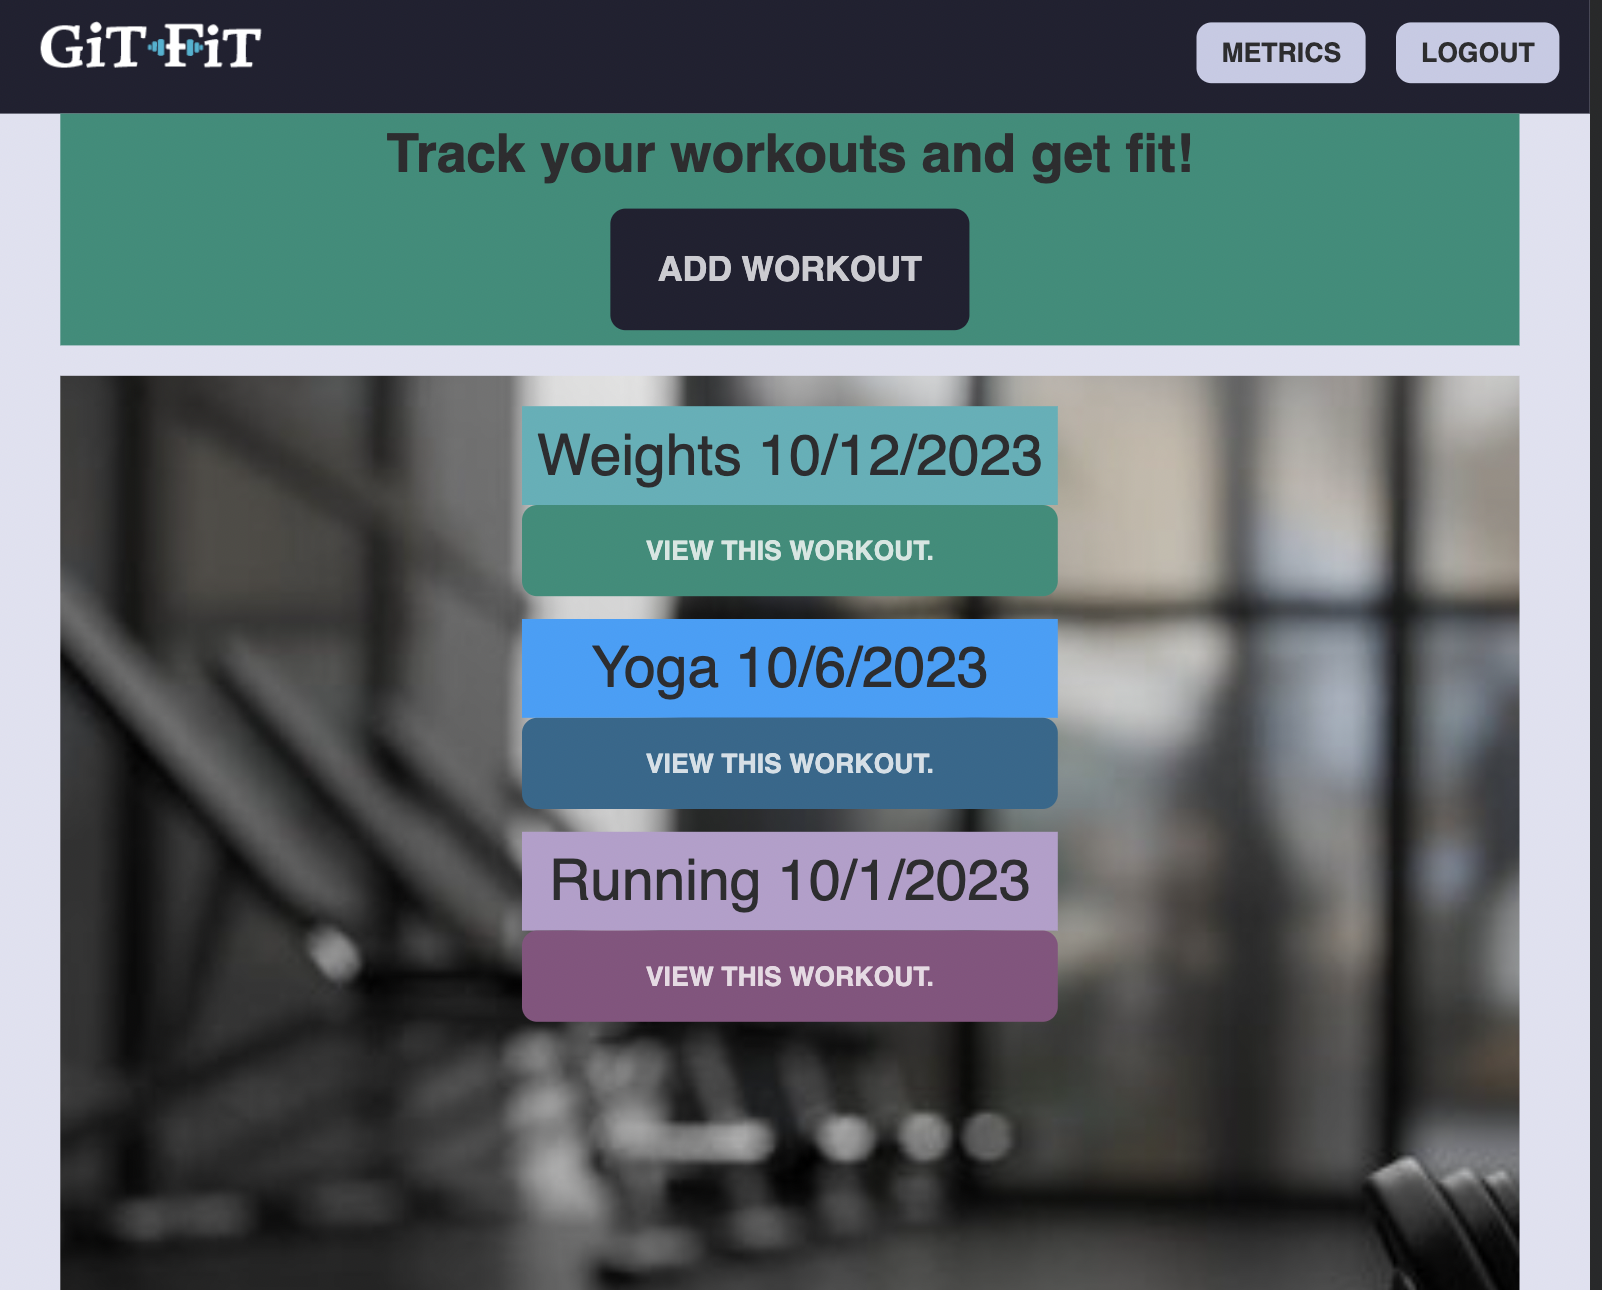 GiT FiT
METRICS
LOGOUT
Track your workouts and get fit!
ADD WORKOUT
Weights 10/12/2023
VIEW THIS WORKOUT.
Yoga 10/6/2023
VIEW THIS WORKOUT.
Running 10/1/2023
VIEW THIS WORKOUT.